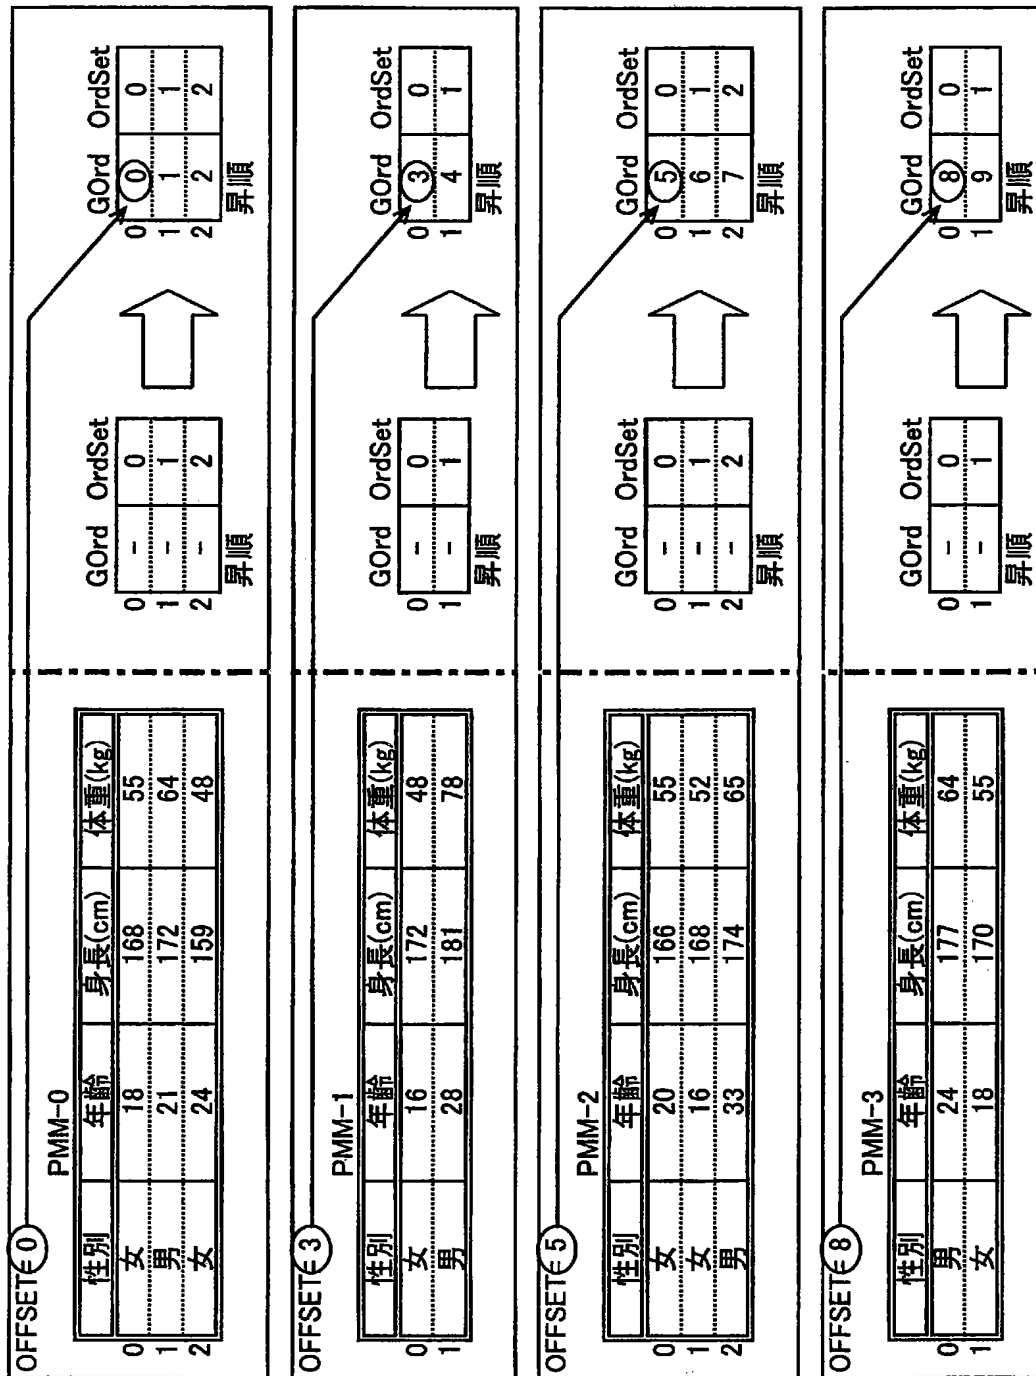 OFFSET=0
PMM-0
性別 年齢 身長(cm) 体重(kg)
0 女 18 168 55
1 男 21 172 64
2 女 24 159 48
GOrd OrdSet
0 - 0
1 - 1
2 - 2
昇順
GOrd OrdSet
0 0 0
1 1 1
2 2 2
昇順
OFFSET=3
PMM-1
性別 年齢 身長(cm) 体重(kg)
0 女 16 172 48
1 男 28 181 78
GOrd OrdSet
0 - 0
1 - 1
昇順
GOrd OrdSet
0 3 0
1 4 1
昇順
OFFSET=5
PMM-2
性別 年齢 身長(cm) 体重(kg)
0 女 20 166 55
1 女 16 168 52
2 男 33 174 65
GOrd OrdSet
0 - 0
1 - 1
2 - 2
昇順
GOrd OrdSet
0 5 0
1 6 1
2 7 2
昇順
OFFSET=8
PMM-3
性別 年齢 身長(cm) 体重(kg)
0 男 24 177 64
1 女 18 170 55
GOrd OrdSet
0 - 0
1 - 1
昇順
GOrd OrdSet
0 8 0
1 9 1
昇順